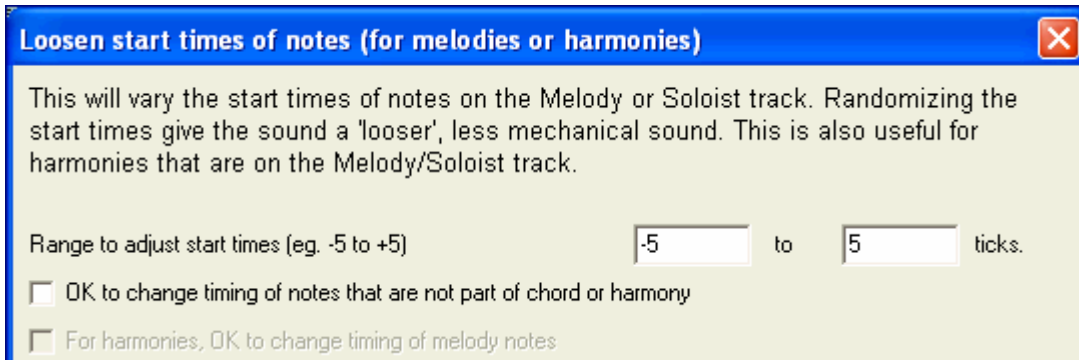 Loosen start times of notes (for melodies or harmonies)
This will vary the start times of notes on the Melody or Soloist track. Randomizing the
start times give the sound a 'looser', less mechanical sound. This is also useful for
harmonies that are on the Melody/Soloist track.
Range to adjust start times (eg. -5 to +5) -5 to 5 ticks.
OK to change timing of notes that are not part of chord or harmony
For harmonies, OK to change timing of melody notes